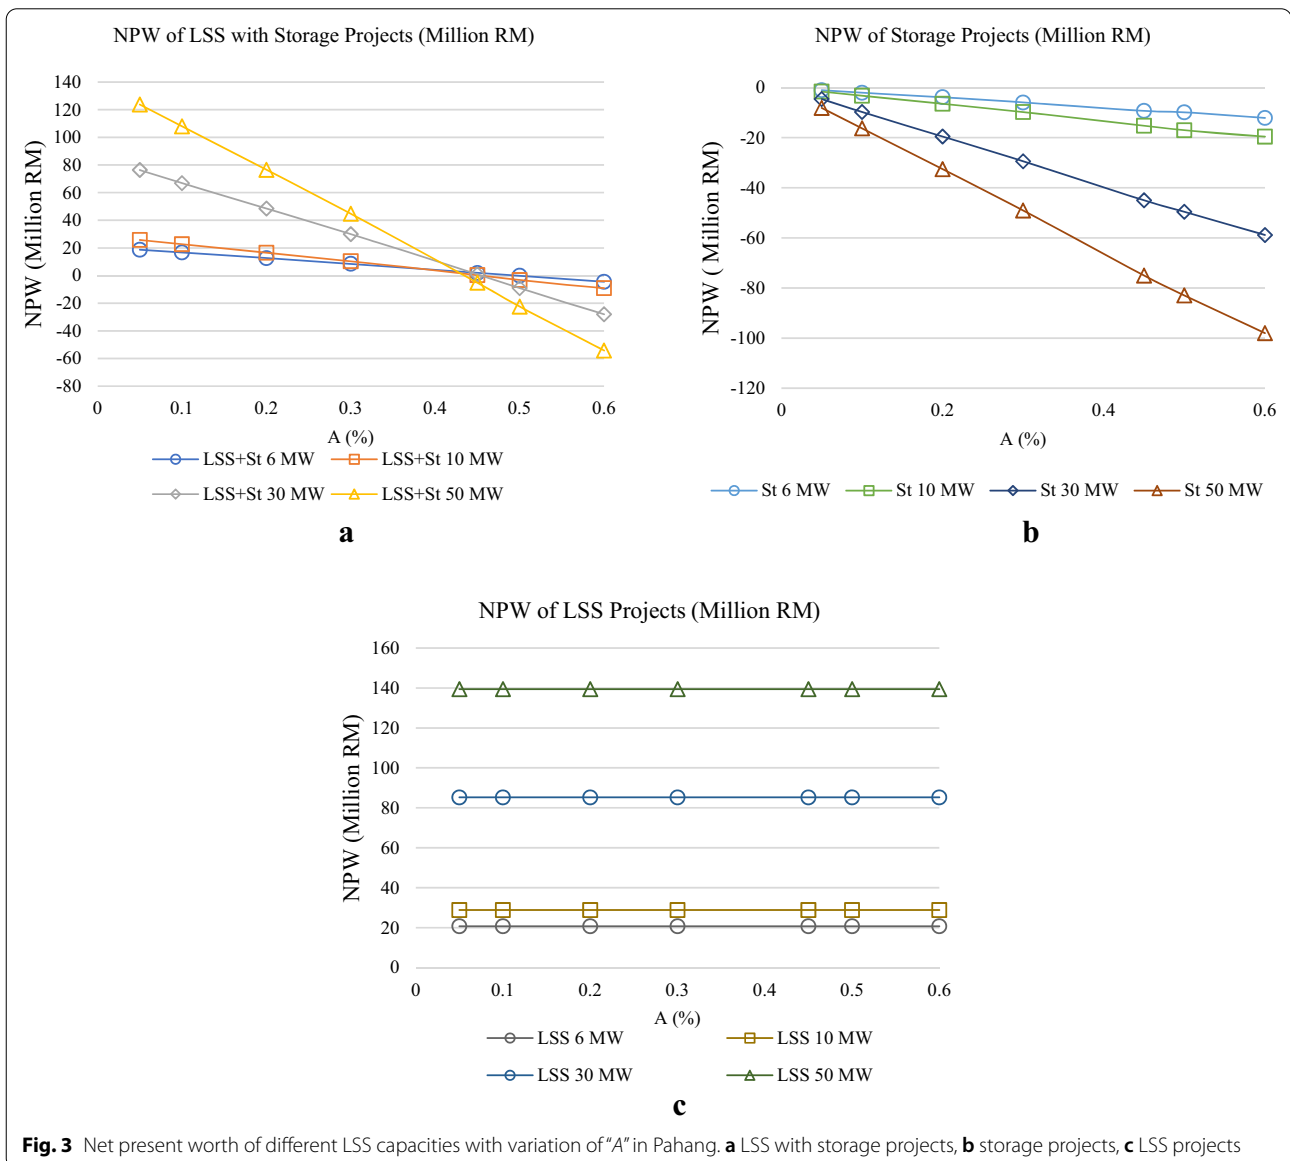 NPW of LSS with Storage Projects (Million RM)
NPW (Million RM)
140
120
100
80
60
40
20
0
-20
-40
-60
-80
0 0.1 0.2 0.3 0.4 0.5 0.6
A (%)
LSS+St 6 MW LSS+St 10 MW
LSS+St 30 MW LSS+St 50 MW
a
NPW of Storage Projects (Million RM)
NPW ( Million RM)
0
-20
-40
-60
-80
-100
-120
0 0.2 0.4 0.6
A (%)
St 6 MW St 10 MW St 30 MW St 50 MW
b
NPW of LSS Projects (Million RM)
NPW (Million RM)
160
140
120
100
80
60
40
20
0
0 0.1 0.2 0.3 0.4 0.5 0.6
A (%)
LSS 6 MW LSS 10 MW
LSS 30 MW LSS 50 MW
c
Fig. 3 Net present worth of different LSS capacities with variation of "A" in Pahang. a LSS with storage projects, b storage projects, c LSS projects